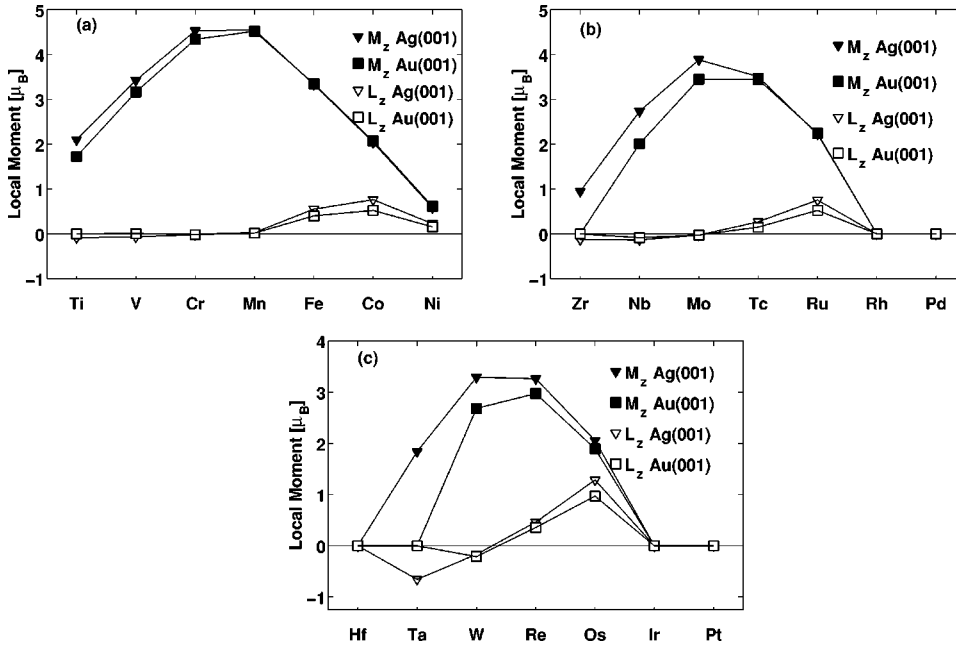 (a)
Local Moment [μB]
5
4
3
2
1
0
−1
Mz Ag(001)
Mz Au(001)
Lz Ag(001)
Lz Au(001)
Ti V Cr Mn Fe Co Ni
(b)
Local Moment [μB]
5
4
3
2
1
0
−1
Mz Ag(001)
Mz Au(001)
Lz Ag(001)
Lz Au(001)
Zr Nb Mo Tc Ru Rh Pd
(c)
Local Moment [μB]
4
3
2
1
0
−1
Mz Ag(001)
Mz Au(001)
Lz Ag(001)
Lz Au(001)
Hf Ta W Re Os Ir Pt